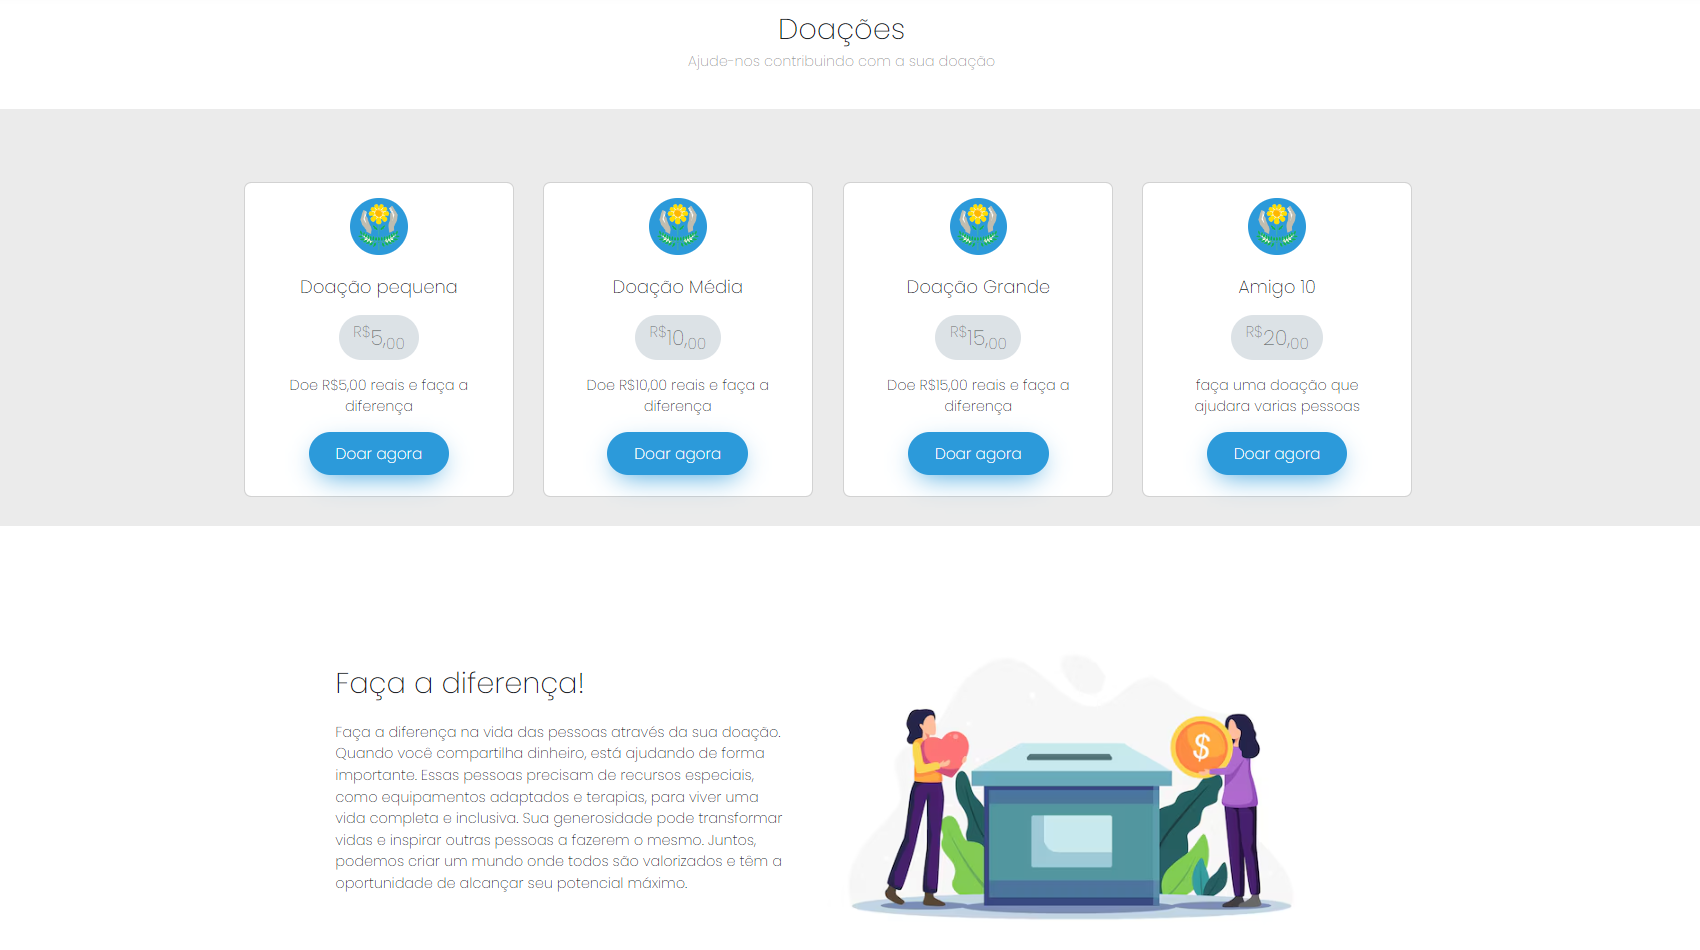 Doações
Ajude-nos contribuindo com a sua doação
Doação pequena
R$5,00
Doe R$5,00 reais e faça a
diferença
Doar agora
Doação Média
R$10,00
Doe R$10,00 reais e faça a
diferença
Doar agora
Doação Grande
R$15,00
Doe R$15,00 reais e faça a
diferença
Doar agora
Amigo 10
R$20,00
faça uma doação que
ajudara varias pessoas
Doar agora
Faça a diferença!
Faça a diferença na vida das pessoas através da sua doação.
Quando você compartilha dinheiro, está ajudando de forma
importante. Essas pessoas precisam de recursos especiais,
como equipamentos adaptados e terapias, para viver uma
vida completa e inclusiva. Sua generosidade pode transformar
vidas e inspirar outras pessoas a fazerem o mesmo. Juntos,
podemos criar um mundo onde todos são valorizados e têm a
oportunidade de alcançar seu potencial máximo.
$